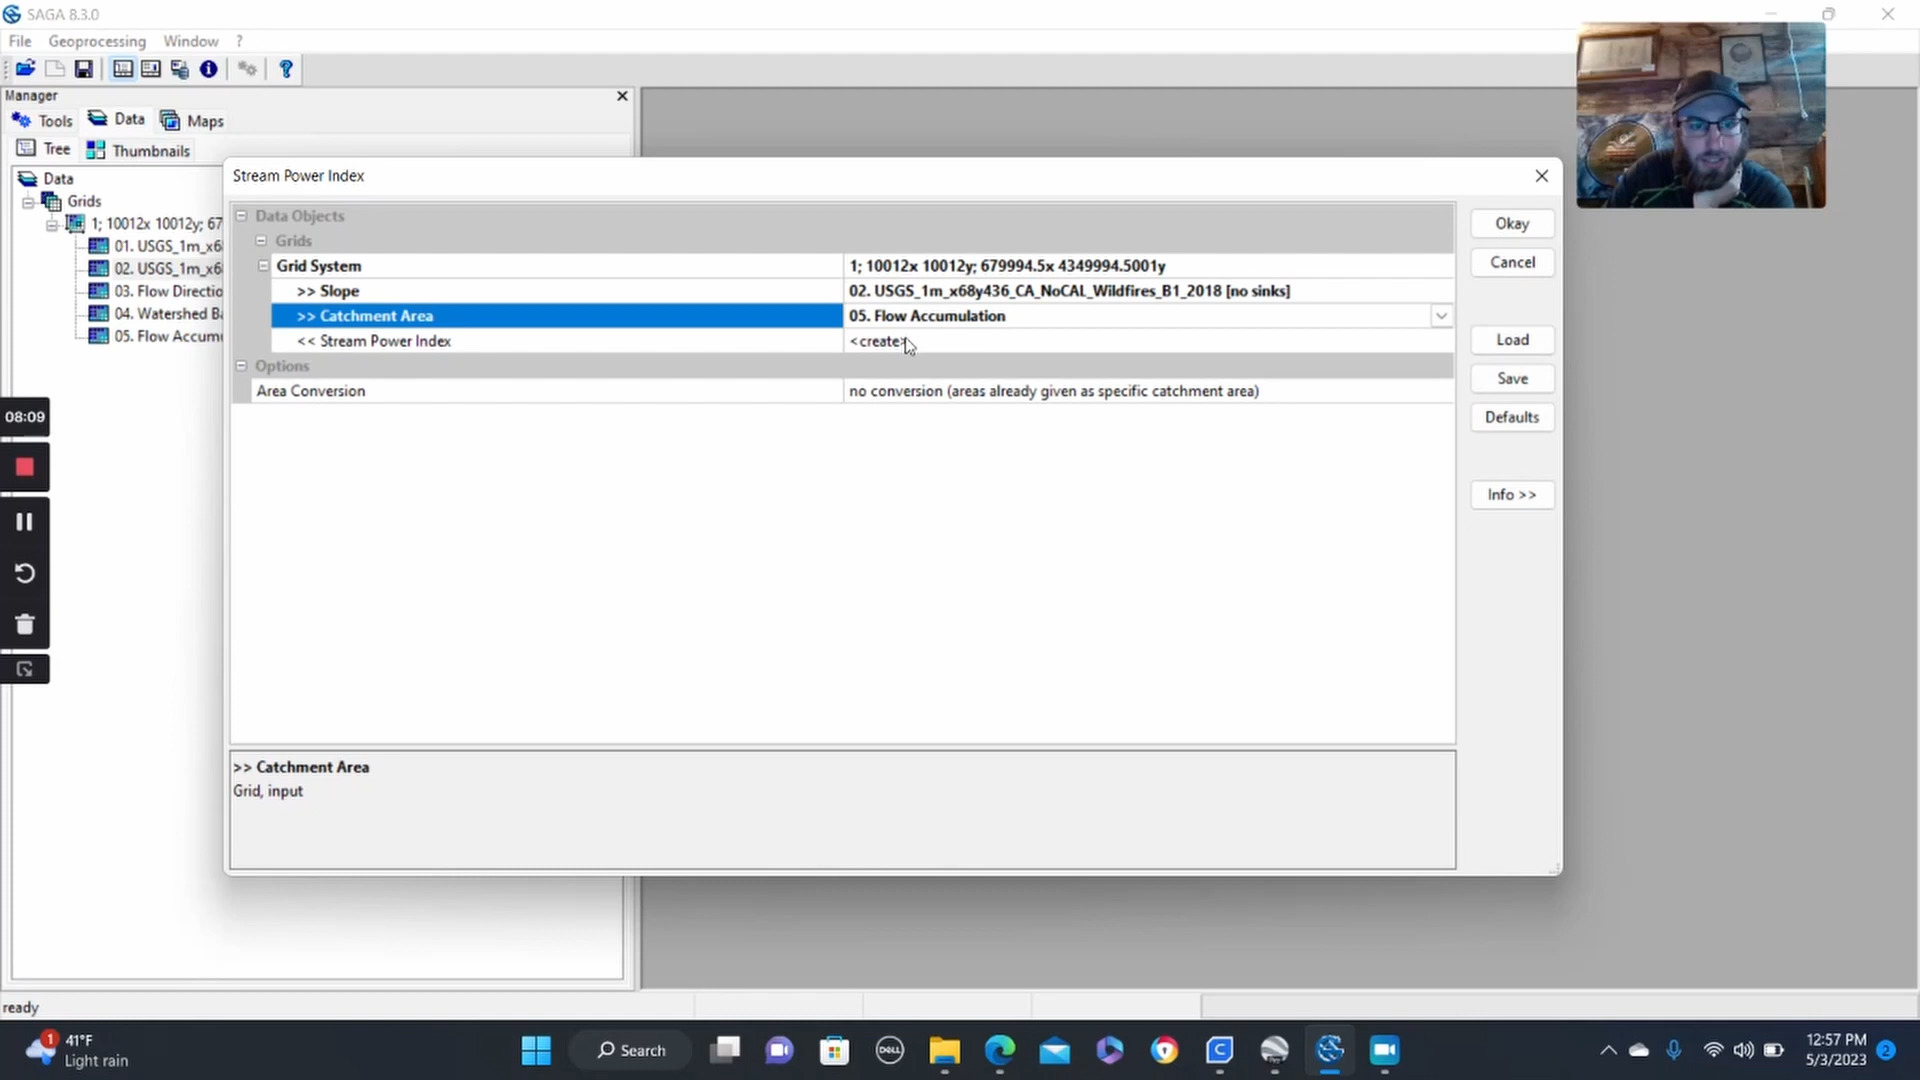 SAGA 8.3.0
File Geoprocessing Window ?
Manager
Tools Data Maps
Tree Thumbnails
Data
Grids
1; 10012x 10012y; 67
01. USGS_1m_x6
02. USGS_1m_x6
03. Flow Directio
04. Watershed Ba
05. Flow Accum
Stream Power Index
Data Objects
Grids
Grid System 1; 10012x 10012y; 679994.5x 4349994.5001y
>> Slope 02. USGS_1m_x68y436_CA_NoCAL_Wildfires_B1_2018 [no sinks]
>> Catchment Area 05. Flow Accumulation
<< Stream Power Index <create>
Options
Area Conversion no conversion (areas already given as specific catchment area)
Okay
Cancel
Load
Save
Defaults
Info >>
>> Catchment Area
Grid, input
08:09
ready
1
41°F
Light rain
Search
DELL
12:57 PM
5/3/2023
2